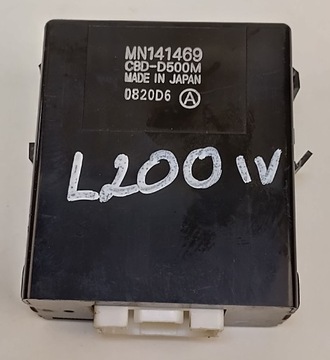 MN141469
CBD-D500M
MADE IN JAPAN
0820D6 A
L200 IV